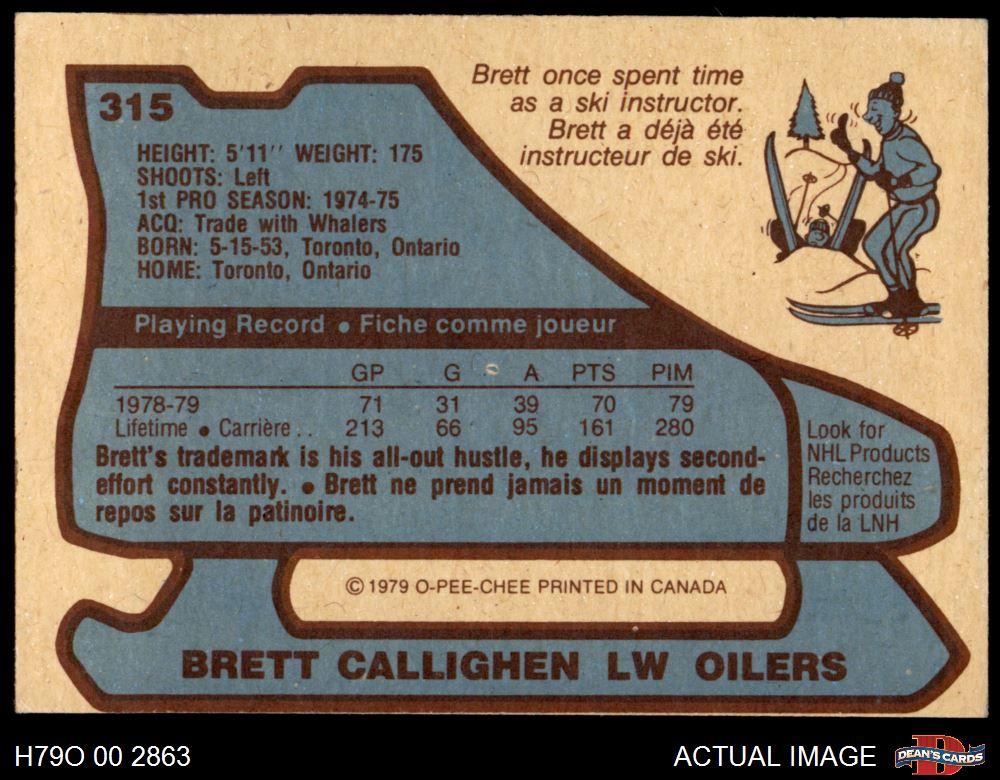 315
Brett once spent time
as a ski instructor.
Brett a déjà été
instructeur de ski.
HEIGHT: 5'11'' WEIGHT: 175
SHOOTS: Left
1st PRO SEASON: 1974-75
ACQ: Trade with Whalers
BORN: 5-15-53, Toronto, Ontario
HOME: Toronto, Ontario
Playing Record • Fiche comme joueur
GP G A PTS PIM
1978-79 71 31 39 70 79
Lifetime • Carrière.. 213 66 95 161 280
Brett's trademark is his all-out hustle, he displays second-
effort constantly. • Brett ne prend jamais un moment de
repos sur la patinoire.
Look for
NHL Products
Recherchez
les produits
de la LNH
© 1979 O-PEE-CHEE PRINTED IN CANADA
BRETT CALLIGHEN LW OILERS
H79O 00 2863
ACTUAL IMAGE
D
DEAN'S CARDS